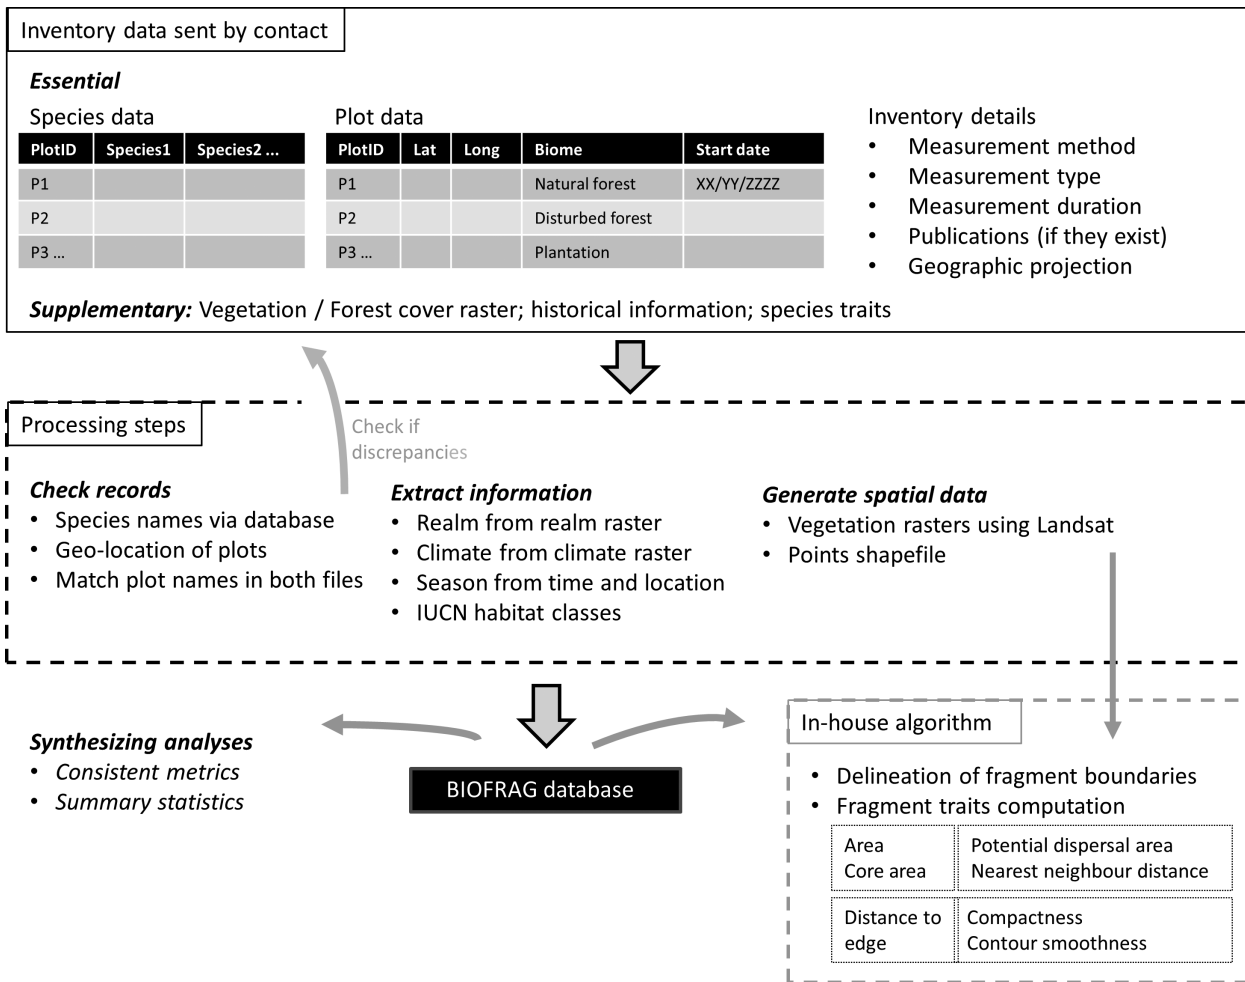 Inventory data sent by contact
Essential
Species data
PlotID Species1 Species2 ...
P1
P2
P3 ...
Plot data
PlotID Lat Long Biome Start date
P1 Natural forest XX/YY/ZZZZ
P2 Disturbed forest
P3 ... Plantation
Inventory details
• Measurement method
• Measurement type
• Measurement duration
• Publications (if they exist)
• Geographic projection
Supplementary: Vegetation / Forest cover raster; historical information; species traits
Check if
discrepancies
Processing steps
Check records
• Species names via database
• Geo-location of plots
• Match plot names in both files
Extract information
• Realm from realm raster
• Climate from climate raster
• Season from time and location
• IUCN habitat classes
Generate spatial data
• Vegetation rasters using Landsat
• Points shapefile
Synthesizing analyses
• Consistent metrics
• Summary statistics
BIOFRAG database
In-house algorithm
• Delineation of fragment boundaries
• Fragment traits computation
Area
Core area
Potential dispersal area
Nearest neighbour distance
Distance to
edge
Compactness
Contour smoothness